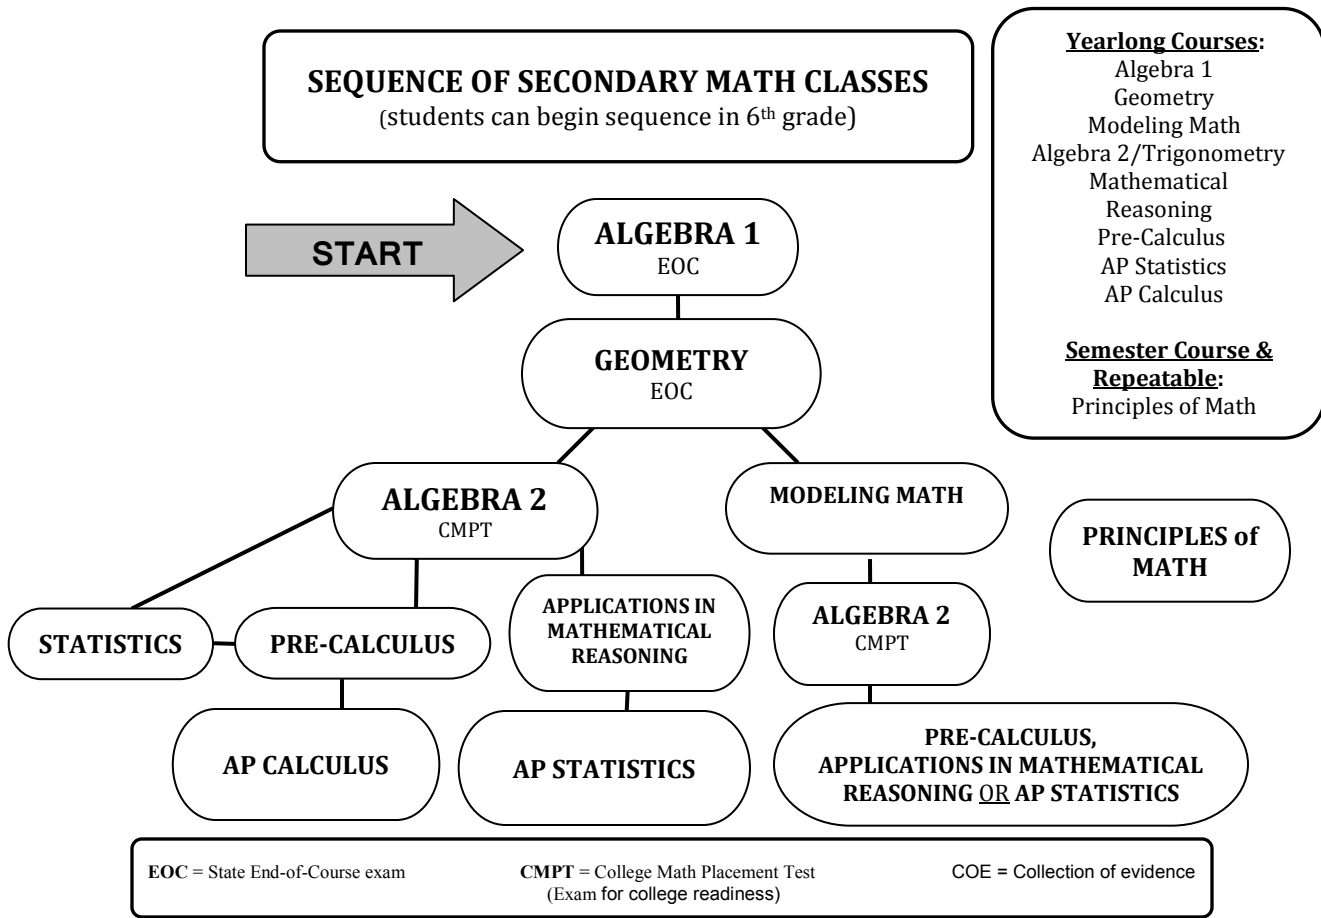 SEQUENCE OF SECONDARY MATH CLASSES
(students can begin sequence in 6th grade)
Yearlong Courses:
Algebra 1
Geometry
Modeling Math
Algebra 2/Trigonometry
Mathematical
Reasoning
Pre-Calculus
AP Statistics
AP Calculus
Semester Course &
Repeatable:
Principles of Math
START
ALGEBRA 1
EOC
GEOMETRY
EOC
ALGEBRA 2
CMPT
MODELING MATH
PRINCIPLES of
MATH
STATISTICS
PRE-CALCULUS
APPLICATIONS IN
MATHEMATICAL
REASONING
ALGEBRA 2
CMPT
AP CALCULUS
AP STATISTICS
PRE-CALCULUS,
APPLICATIONS IN MATHEMATICAL
REASONING OR AP STATISTICS
EOC = State End-of-Course exam
CMPT = College Math Placement Test
(Exam for college readiness)
COE = Collection of evidence